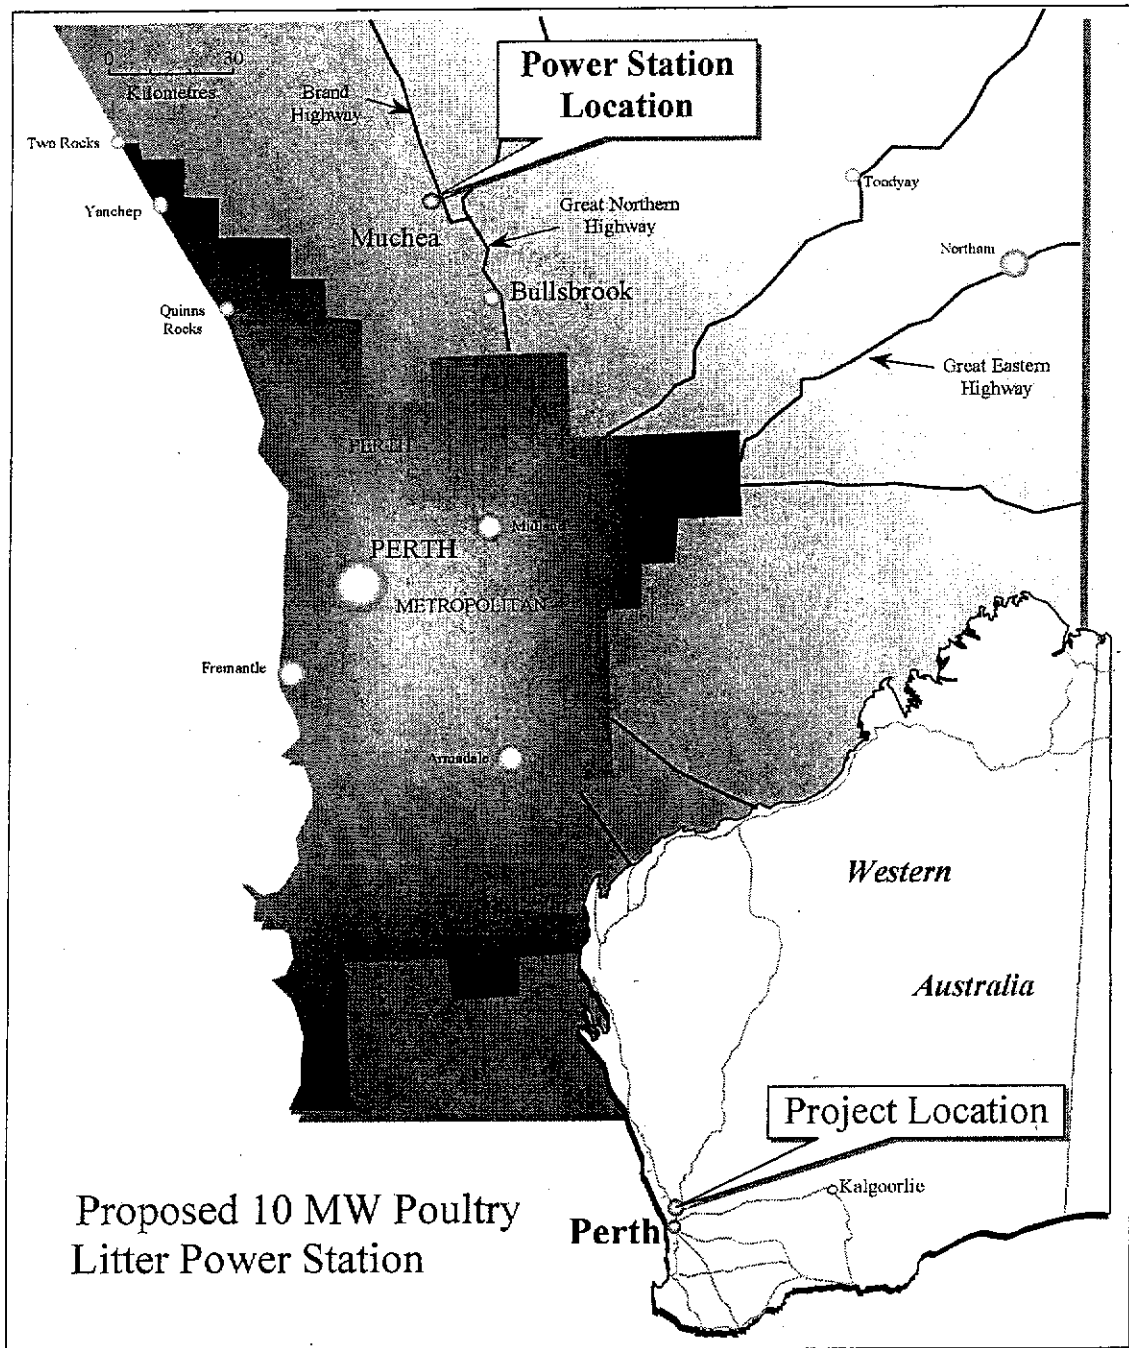 0 30
Kilometres
Brand
Highway
Power Station
Location
Two Rocks
Yanchep
Toodyay
Great Northern
Highway
Muchea
Northam
Bullsbrook
Quinns
Rocks
Great Eastern
Highway
PERTH
Midland
PERTH
METROPOLITAN
Fremantle
Armadale
Western
Australia
Project Location
Kalgoorlie
Perth
Proposed 10 MW Poultry
Litter Power Station